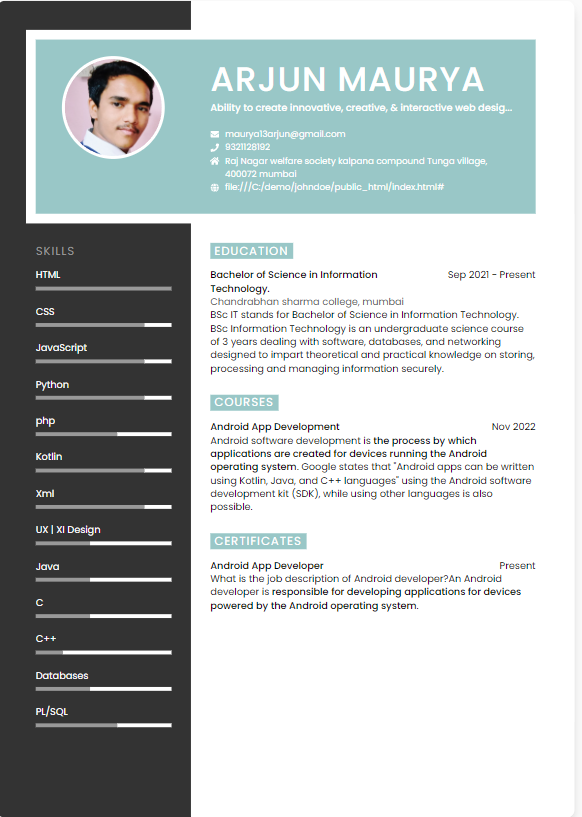 ARJUN MAURYA
Ability to create innovative, creative, & interactive web desig...
maurya13arjun@gmail.com
9321128192
Raj Nagar welfare society kalpana compound Tunga village,
400072 mumbai
file:///C:/demo/johndoe/public_html/index.html#
SKILLS
HTML
CSS
JavaScript
Python
php
Kotlin
Xml
UX | XI Design
Java
C
C++
Databases
PL/SQL
EDUCATION
Bachelor of Science in Information Sep 2021 - Present
Technology.
Chandrabhan sharma college, mumbai
BSc IT stands for Bachelor of Science in Information Technology.
BSc Information Technology is an undergraduate science course
of 3 years dealing with software, databases, and networking
designed to impart theoretical and practical knowledge on storing,
processing and managing information securely.
COURSES
Android App Development Nov 2022
Android software development is the process by which
applications are created for devices running the Android
operating system. Google states that "Android apps can be written
using Kotlin, Java, and C++ languages" using the Android software
development kit (SDK), while using other languages is also
possible.
CERTIFICATES
Android App Developer Present
What is the job description of Android developer?An Android
developer is responsible for developing applications for devices
powered by the Android operating system.